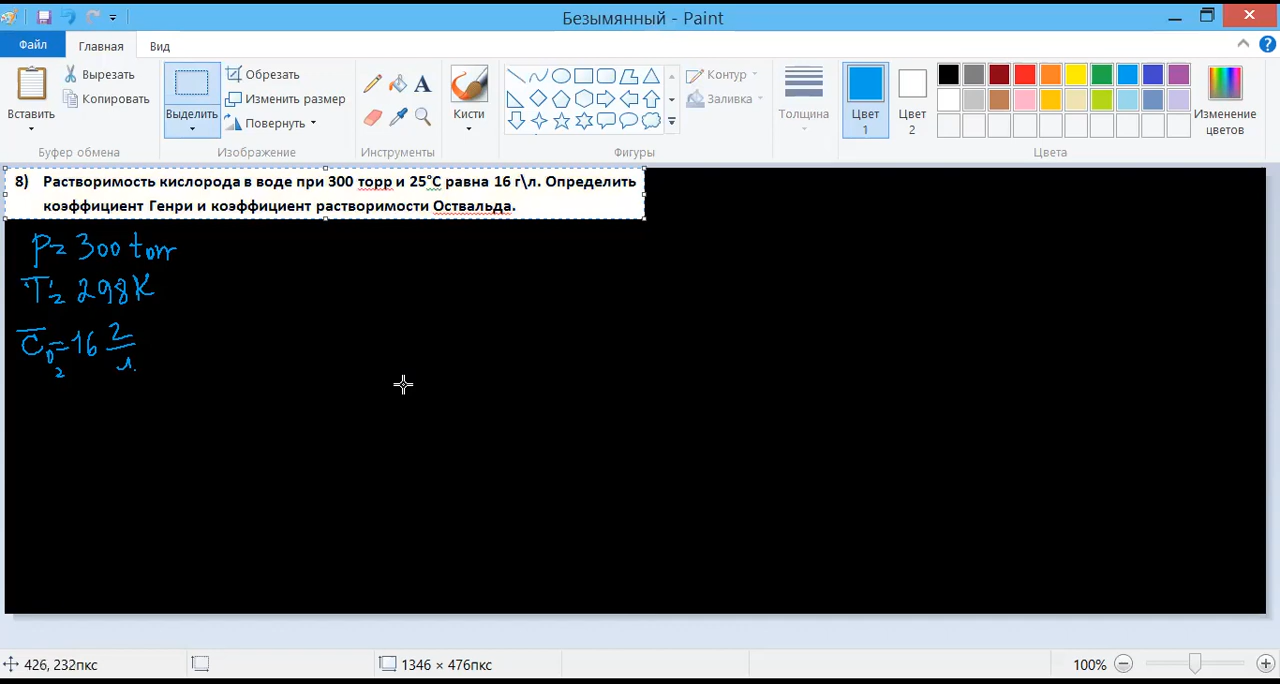 Безымянный - Paint
Файл
Главная
Вид
Вставить
Вырезать
Копировать
Буфер обмена
Выделить
Обрезать
Изменить размер
Повернуть
Изображение
A
Инструменты
Кисти
Контур
Заливка
Фигуры
Толщина
Цвет
1
Цвет
2
Изменение
цветов
Цвета
8) Растворимость кислорода в воде при 300 торр и 25°С равна 16 г\л. Определить
коэффициент Генри и коэффициент растворимости Оствальда.
P = 300 torr
T = 298 K
C̅O2 = 16 г/л
426, 232пкс
1346 × 476пкс
100%